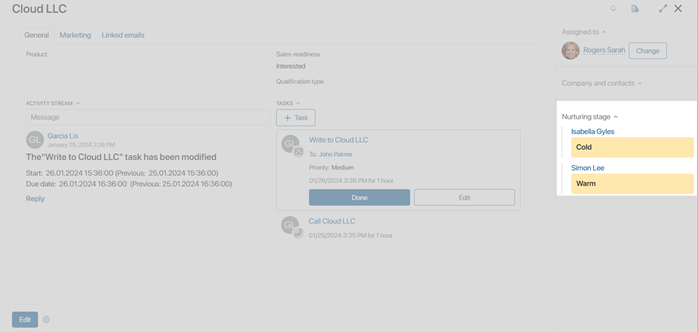 Cloud LLC
General Marketing Linked emails
Product
Sales-readiness
Interested
Qualification type
ACTIVITY STREAM
Message
GL
Garcia Lis
January 25, 2024 3:36 PM
The"Write to Cloud LLC" task has been modified
Start: 26.01.2024 15:36:00 (Previous: 25.01.2024 15:36:00)
Due date: 26.01.2024 16:36:00 (Previous: 25.01.2024 16:36:00)
Reply
TASKS
+ Task
GL
Write to Cloud LLC
To: John Palmer
Priority: Medium
01/26/2024 3:36 PM for 1 hour
Done Edit
GL
Call Cloud LLC
01/25/2024 3:35 PM for 1 hour
Assigned to
Rogers Sarah Change
Company and contacts
Nurturing stage
Isabella Gyles
Cold
Simon Lee
Warm
Edit